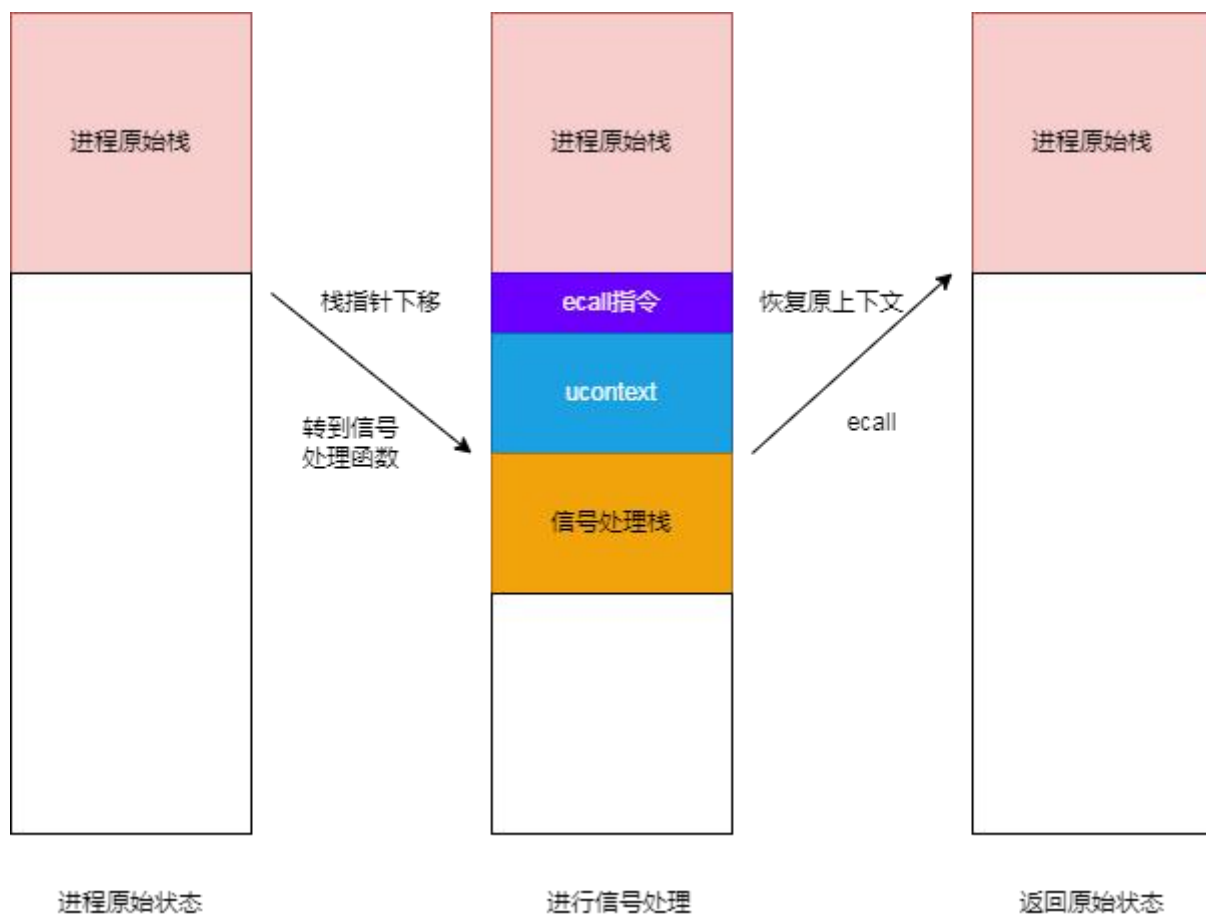 进程原始栈
进程原始栈
进程原始栈
栈指针下移
ecall指令
恢复原上下文
ucontext
转到信号
处理函数
ecall
信号处理栈
进程原始状态
进行信号处理
返回原始状态